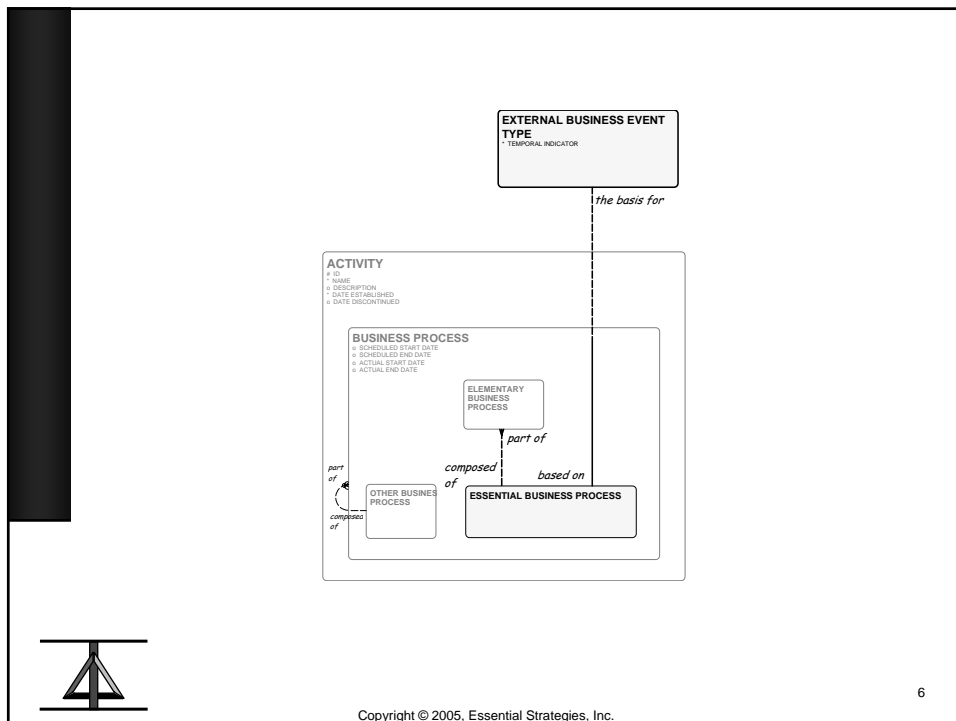 EXTERNAL BUSINESS EVENT
TYPE
* TEMPORAL INDICATOR
the basis for
ACTIVITY
# ID
* NAME
o DESCRIPTION
* DATE ESTABLISHED
o DATE DISCONTINUED
BUSINESS PROCESS
o SCHEDULED START DATE
o SCHEDULED END DATE
o ACTUAL START DATE
o ACTUAL END DATE
ELEMENTARY
BUSINESS
PROCESS
part of
composed
of
based on
part
of
composed
of
OTHER BUSINES
PROCESS
ESSENTIAL BUSINESS PROCESS
6
Copyright © 2005, Essential Strategies, Inc.